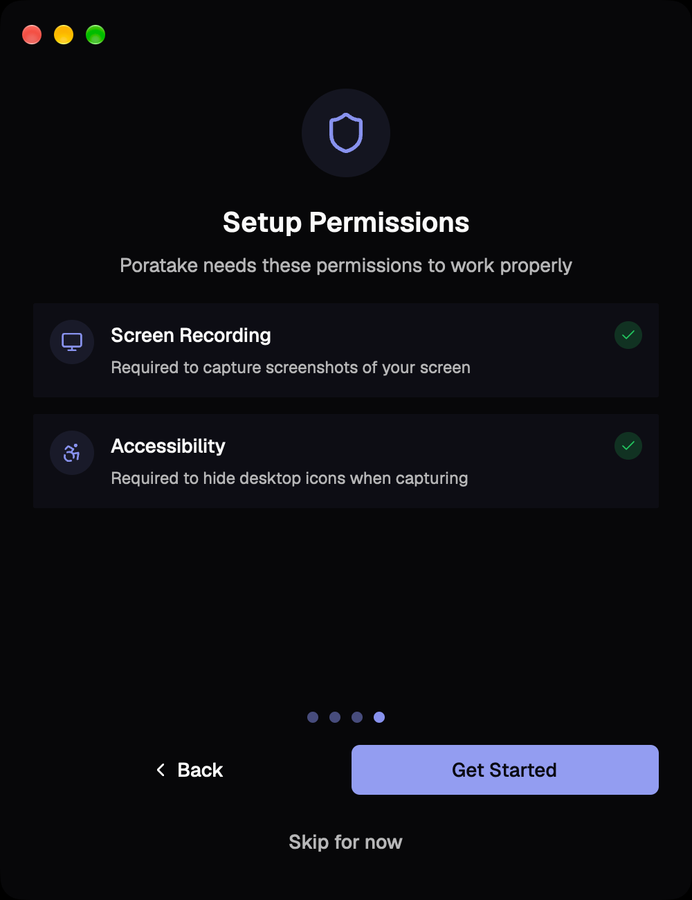 Setup Permissions
Poratake needs these permissions to work properly
Screen Recording
Required to capture screenshots of your screen
Accessibility
Required to hide desktop icons when capturing
Back
Get Started
Skip for now